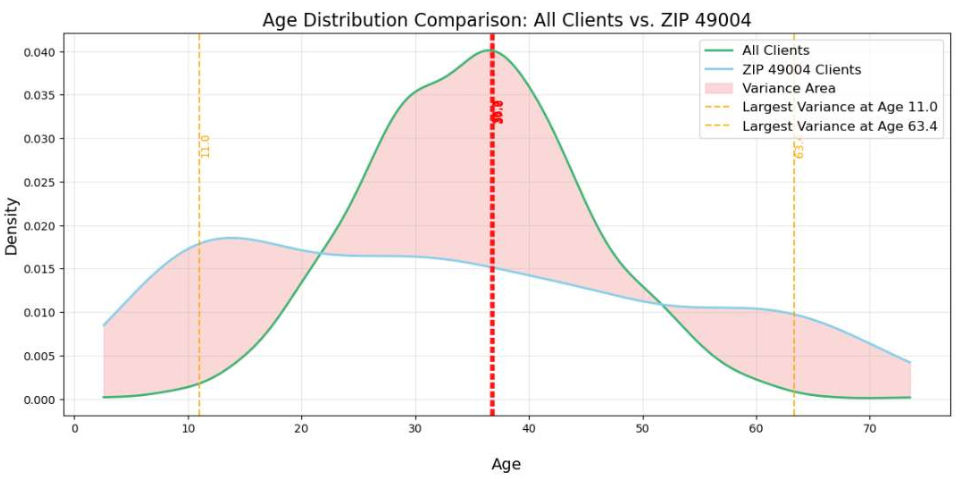 Age Distribution Comparison: All Clients vs. ZIP 49004
All Clients
ZIP 49004 Clients
Variance Area
Largest Variance at Age 11.0
Largest Variance at Age 63.4
0.040
0.035
0.030
0.025
0.020
0.015
0.010
0.005
0.000
Density
11.0
0 10 20 30 40 50 60 70
Age